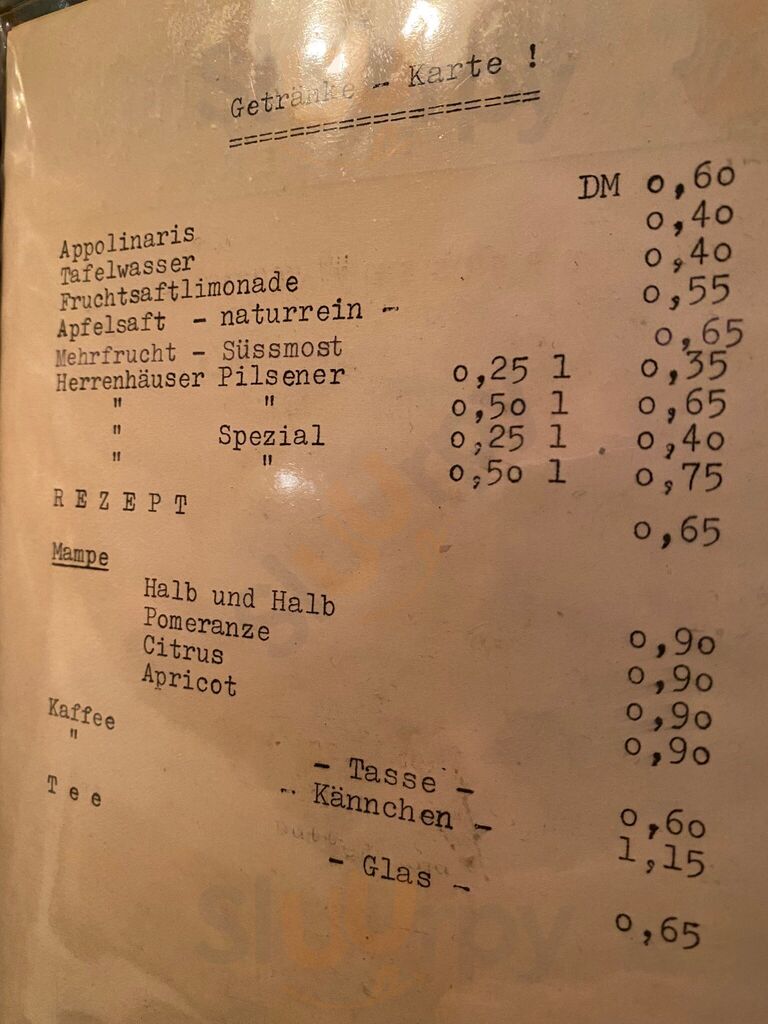 Getränke - Karte !
==================
Appolinaris DM 0,60
Tafelwasser 0,40
Fruchtsaftlimonade 0,40
Apfelsaft - naturrein - 0,55
Mehrfrucht - Süssmost 0,65
Herrenhäuser Pilsener 0,25 l 0,35
" " 0,50 l 0,65
" Spezial 0,25 l 0,40
" " 0,50 l 0,75
R E Z E P T 0,65
Mampe
Halb und Halb 0,90
Pomeranze 0,90
Citrus 0,90
Apricot 0,90
Kaffee - Tasse - 0,60
" - Kännchen - 1,15
T e e - Glas - 0,65
Sluurpy